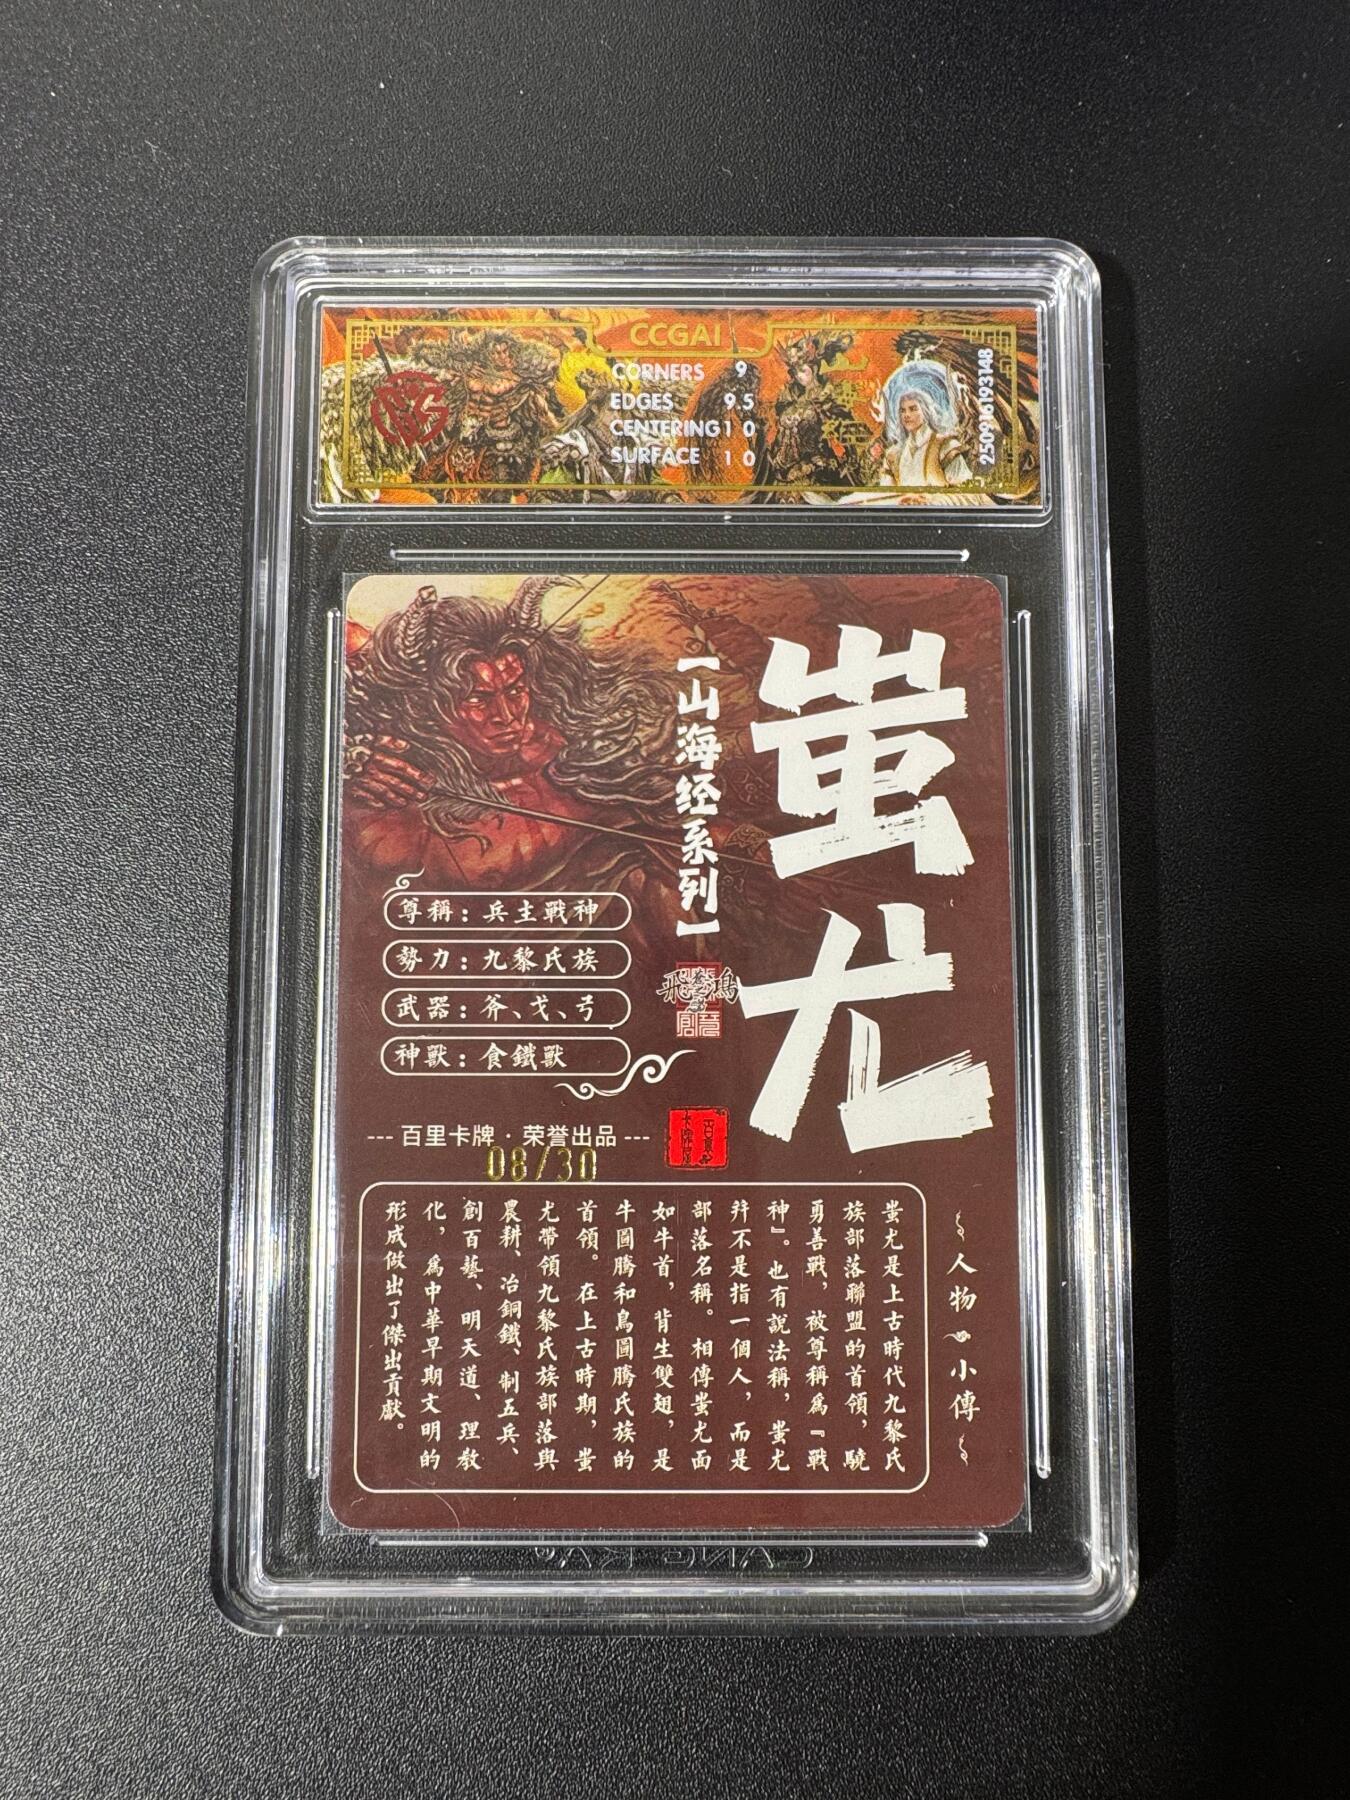 CCGAI
CORNERS 9
EDGES 9.5
CENTERING 10
SURFACE 10
250916193148
蚩尤
【山海经系列】
尊稱：兵主戰神
勢力：九黎氏族
武器：斧、戈、弓
神獸：食鐵獸
--- 百里卡牌 · 荣誉出品 ---
08/30
人物小傳
蚩尤是上古時代九黎氏
族部落聯盟的首領，驍
勇善戰，被尊稱爲『戰
神』。也有說法稱，蚩尤
并不是指一個人，而是
部落名稱。相傳蚩尤面
如牛首，背生雙翅，是
牛圖騰和鳥圖騰氏族的
首領。在上古時期，蚩
尤帶領九黎氏族部落與
農耕、冶銅鐵、制五兵、
創百藝、明天道、理教
化，爲中華早期文明的
形成做出了傑出貢獻。